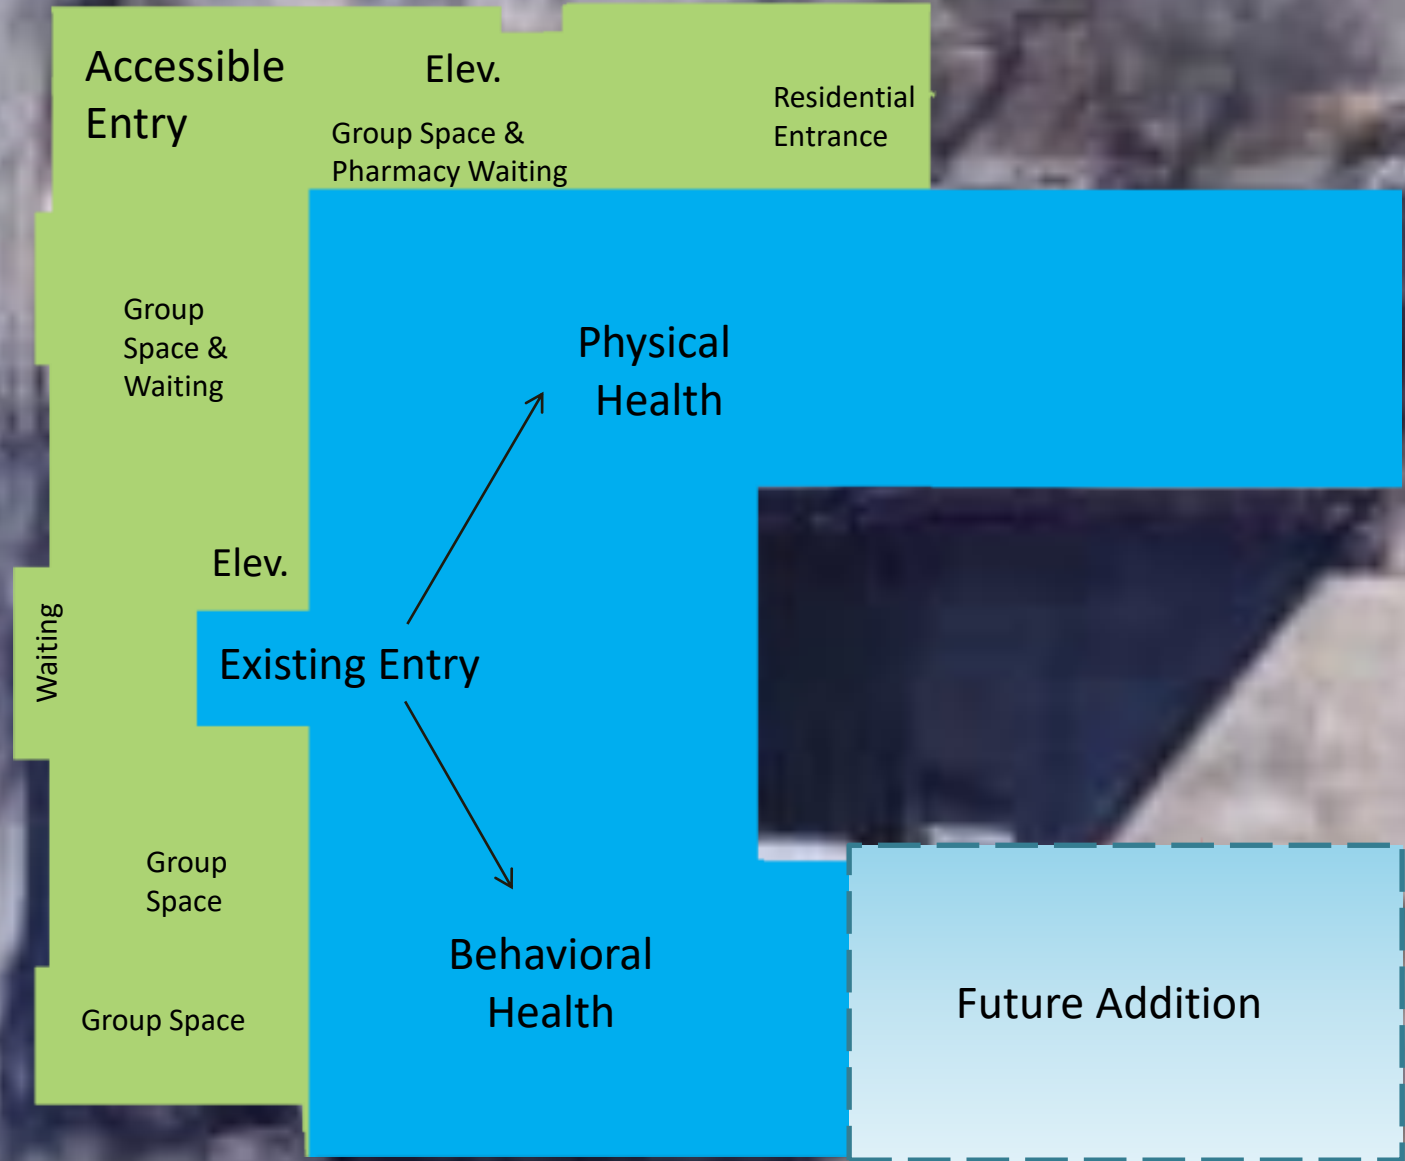 Accessible
Entry
Elev.
Group Space &
Pharmacy Waiting
Residential
Entrance
Group
Space &
Waiting
Physical
Health
Elev.
Waiting
Existing Entry
Group
Space
Behavioral
Health
Group Space
Future Addition